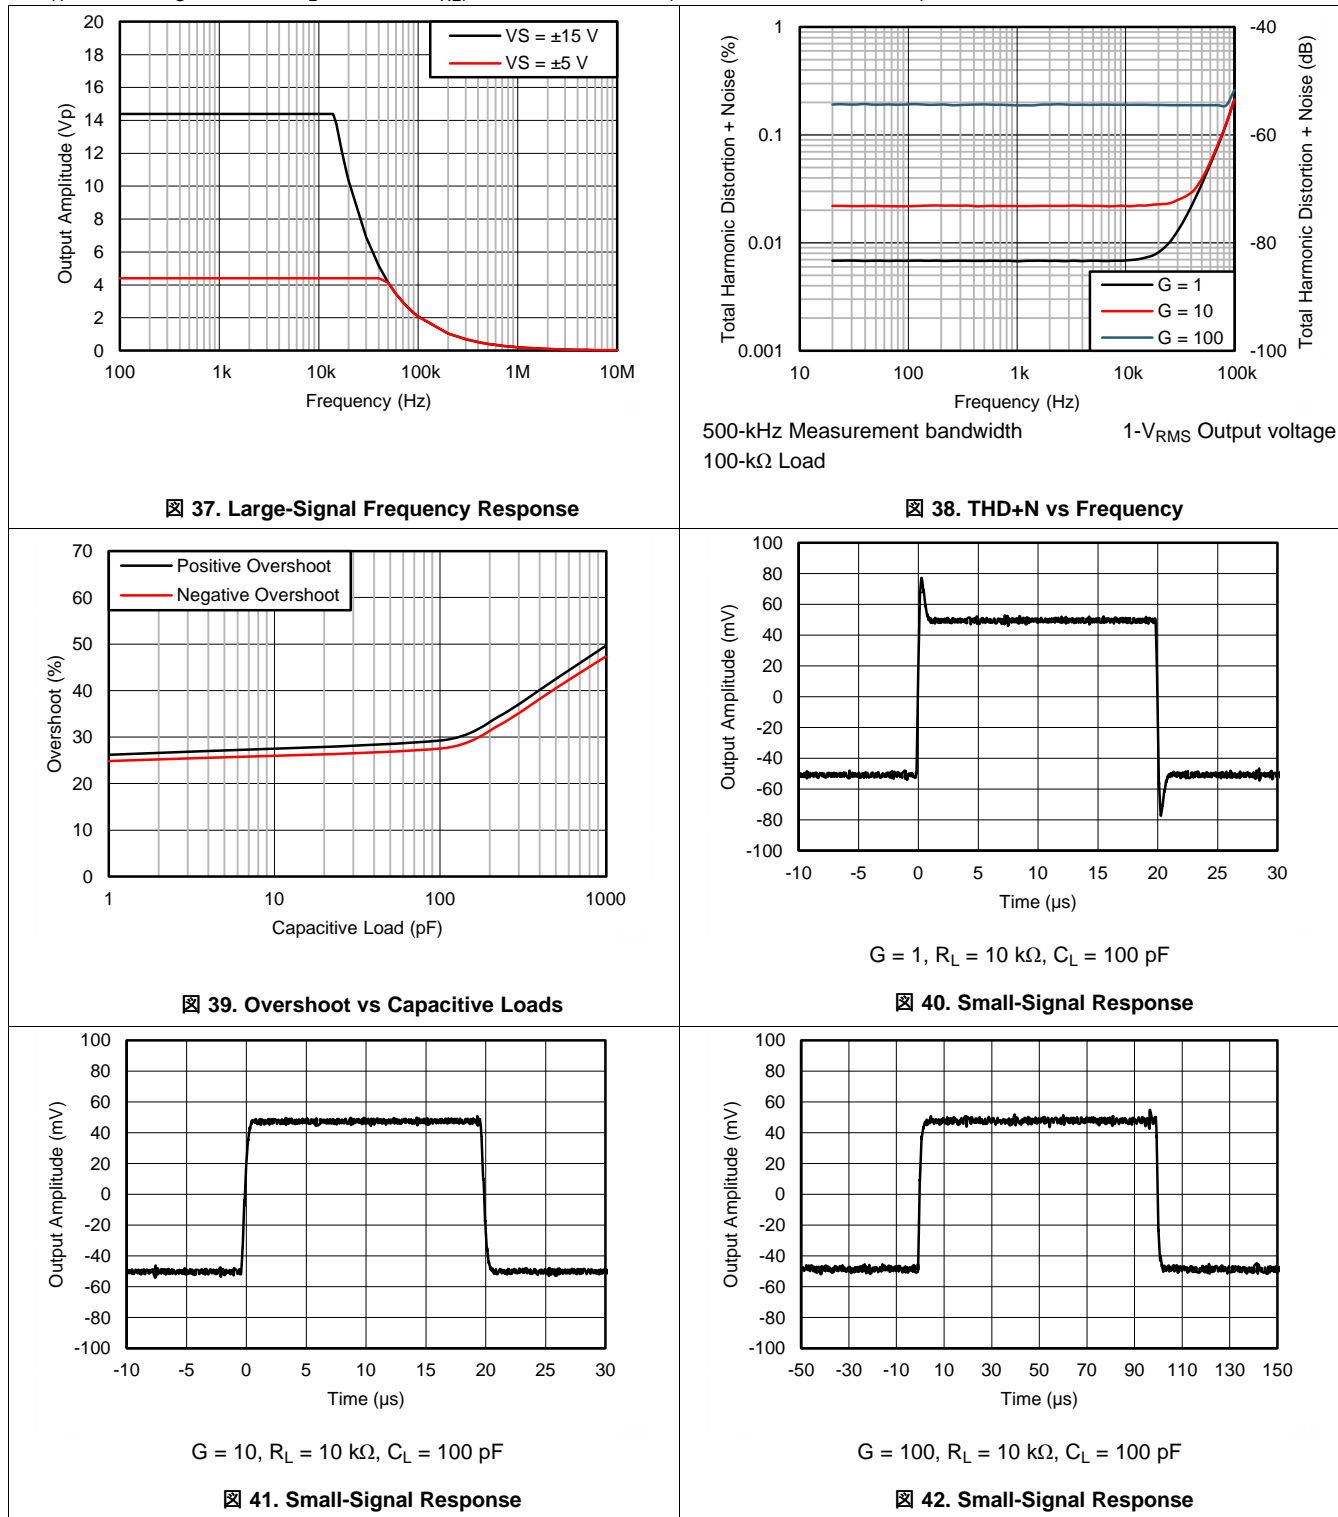 20
18
16
14
12
10
8
6
4
2
0
Output Amplitude (Vp)
VS = ±15 V
VS = ±5 V
100
1k
10k
100k
1M
10M
Frequency (Hz)
図 37. Large-Signal Frequency Response
1
0.1
0.01
0.001
Total Harmonic Distortion + Noise (%)
-40
-60
-80
-100
Total Harmonic Distortion + Noise (dB)
G = 1
G = 10
G = 100
10
100
1k
10k
100k
Frequency (Hz)
500-kHz Measurement bandwidth
1-VRMS Output voltage
100-kΩ Load
図 38. THD+N vs Frequency
70
60
50
40
30
20
10
0
Overshoot (%)
Positive Overshoot
Negative Overshoot
1
10
100
1000
Capacitive Load (pF)
図 39. Overshoot vs Capacitive Loads
100
80
60
40
20
0
-20
-40
-60
-80
-100
Output Amplitude (mV)
-10
-5
0
5
10
15
20
25
30
Time (µs)
G = 1, RL = 10 kΩ, CL = 100 pF
図 40. Small-Signal Response
100
80
60
40
20
0
-20
-40
-60
-80
-100
Output Amplitude (mV)
-10
-5
0
5
10
15
20
25
30
Time (µs)
G = 10, RL = 10 kΩ, CL = 100 pF
図 41. Small-Signal Response
100
80
60
40
20
0
-20
-40
-60
-80
-100
Output Amplitude (mV)
-50
-30
-10
10
30
50
70
90
110
130
150
Time (µs)
G = 100, RL = 10 kΩ, CL = 100 pF
図 42. Small-Signal Response